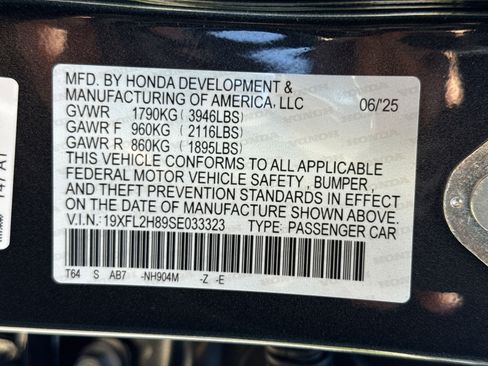 MFD. BY HONDA DEVELOPMENT &
MANUFACTURING OF AMERICA, LLC 06/25
GVWR 1790KG (3946LBS)
GAWR F 960KG (2116LBS)
GAWR R 860KG (1895LBS)
THIS VEHICLE CONFORMS TO ALL APPLICABLE
FEDERAL MOTOR VEHICLE SAFETY , BUMPER ,
AND THEFT PREVENTION STANDARDS IN EFFECT
ON THE DATE OF MANUFACTURE SHOWN ABOVE.
V.I.N: 19XFL2H89SE033323 TYPE: PASSENGER CAR
T64 S AB7 -NH904M -Z -E